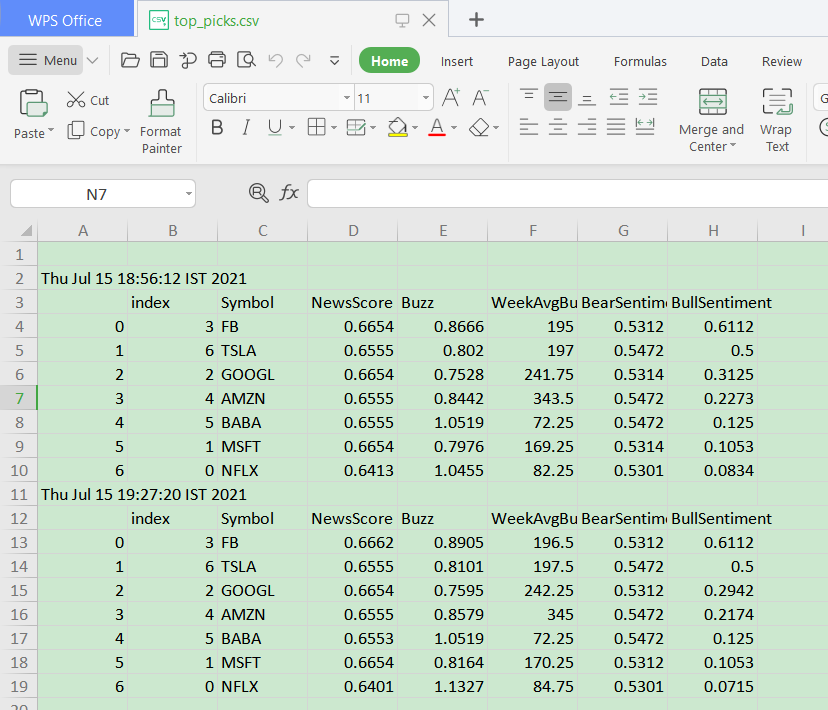 WPS Office top_picks.csv
Menu Home Insert Page Layout Formulas Data Review
Paste Cut Copy Format Painter Calibri 11 A+ A- B I U A Merge and Center Wrap Text G
N7 fx
A B C D E F G H I
1
2 Thu Jul 15 18:56:12 IST 2021
3 index Symbol NewsScore Buzz WeekAvgBu BearSentime BullSentiment
4 0 3 FB 0.6654 0.8666 195 0.5312 0.6112
5 1 6 TSLA 0.6555 0.802 197 0.5472 0.5
6 2 2 GOOGL 0.6654 0.7528 241.75 0.5314 0.3125
7 3 4 AMZN 0.6555 0.8442 343.5 0.5472 0.2273
8 4 5 BABA 0.6555 1.0519 72.25 0.5472 0.125
9 5 1 MSFT 0.6654 0.7976 169.25 0.5314 0.1053
10 6 0 NFLX 0.6413 1.0455 82.25 0.5301 0.0834
11 Thu Jul 15 19:27:20 IST 2021
12 index Symbol NewsScore Buzz WeekAvgBu BearSentime BullSentiment
13 0 3 FB 0.6662 0.8905 196.5 0.5312 0.6112
14 1 6 TSLA 0.6555 0.8101 197.5 0.5472 0.5
15 2 2 GOOGL 0.6654 0.7595 242.25 0.5312 0.2942
16 3 4 AMZN 0.6555 0.8579 345 0.5472 0.2174
17 4 5 BABA 0.6553 1.0519 72.25 0.5472 0.125
18 5 1 MSFT 0.6654 0.8164 170.25 0.5312 0.1053
19 6 0 NFLX 0.6401 1.1327 84.75 0.5301 0.0715